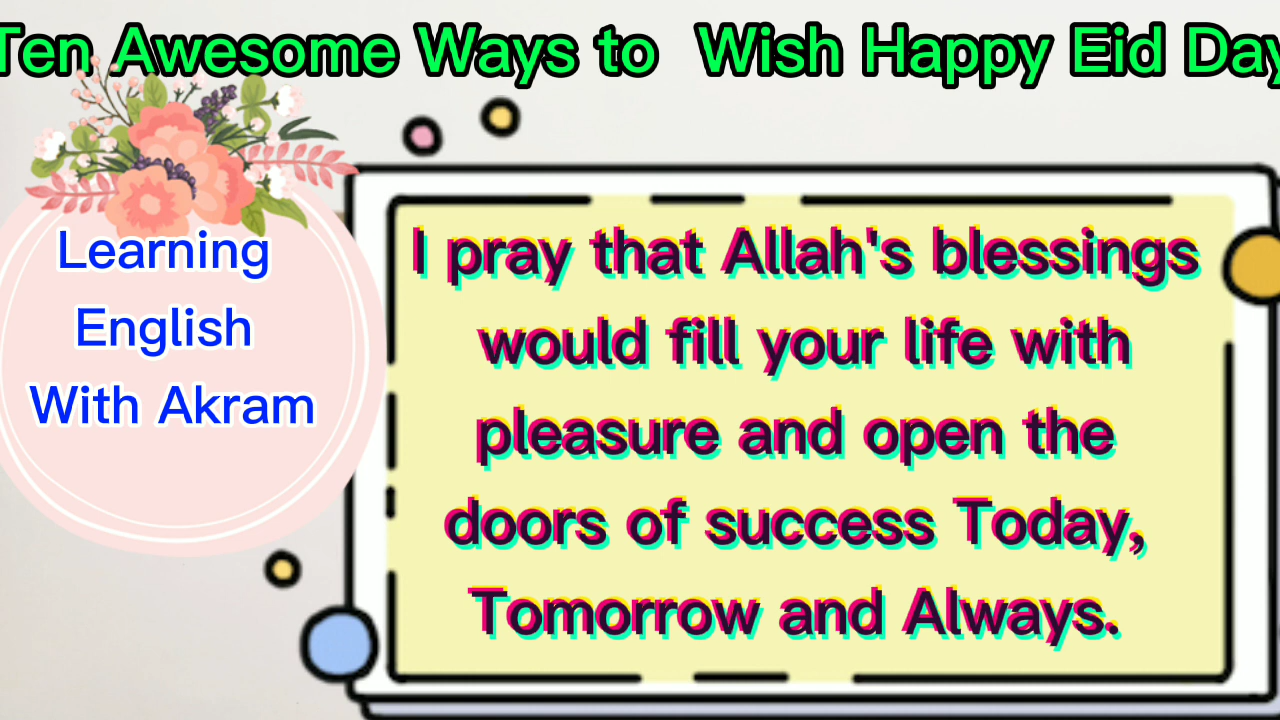 Ten Awesome Ways to Wish Happy Eid Day
Learning
English
With Akram
I pray that Allah's blessings
would fill your life with
pleasure and open the
doors of success Today,
Tomorrow and Always.